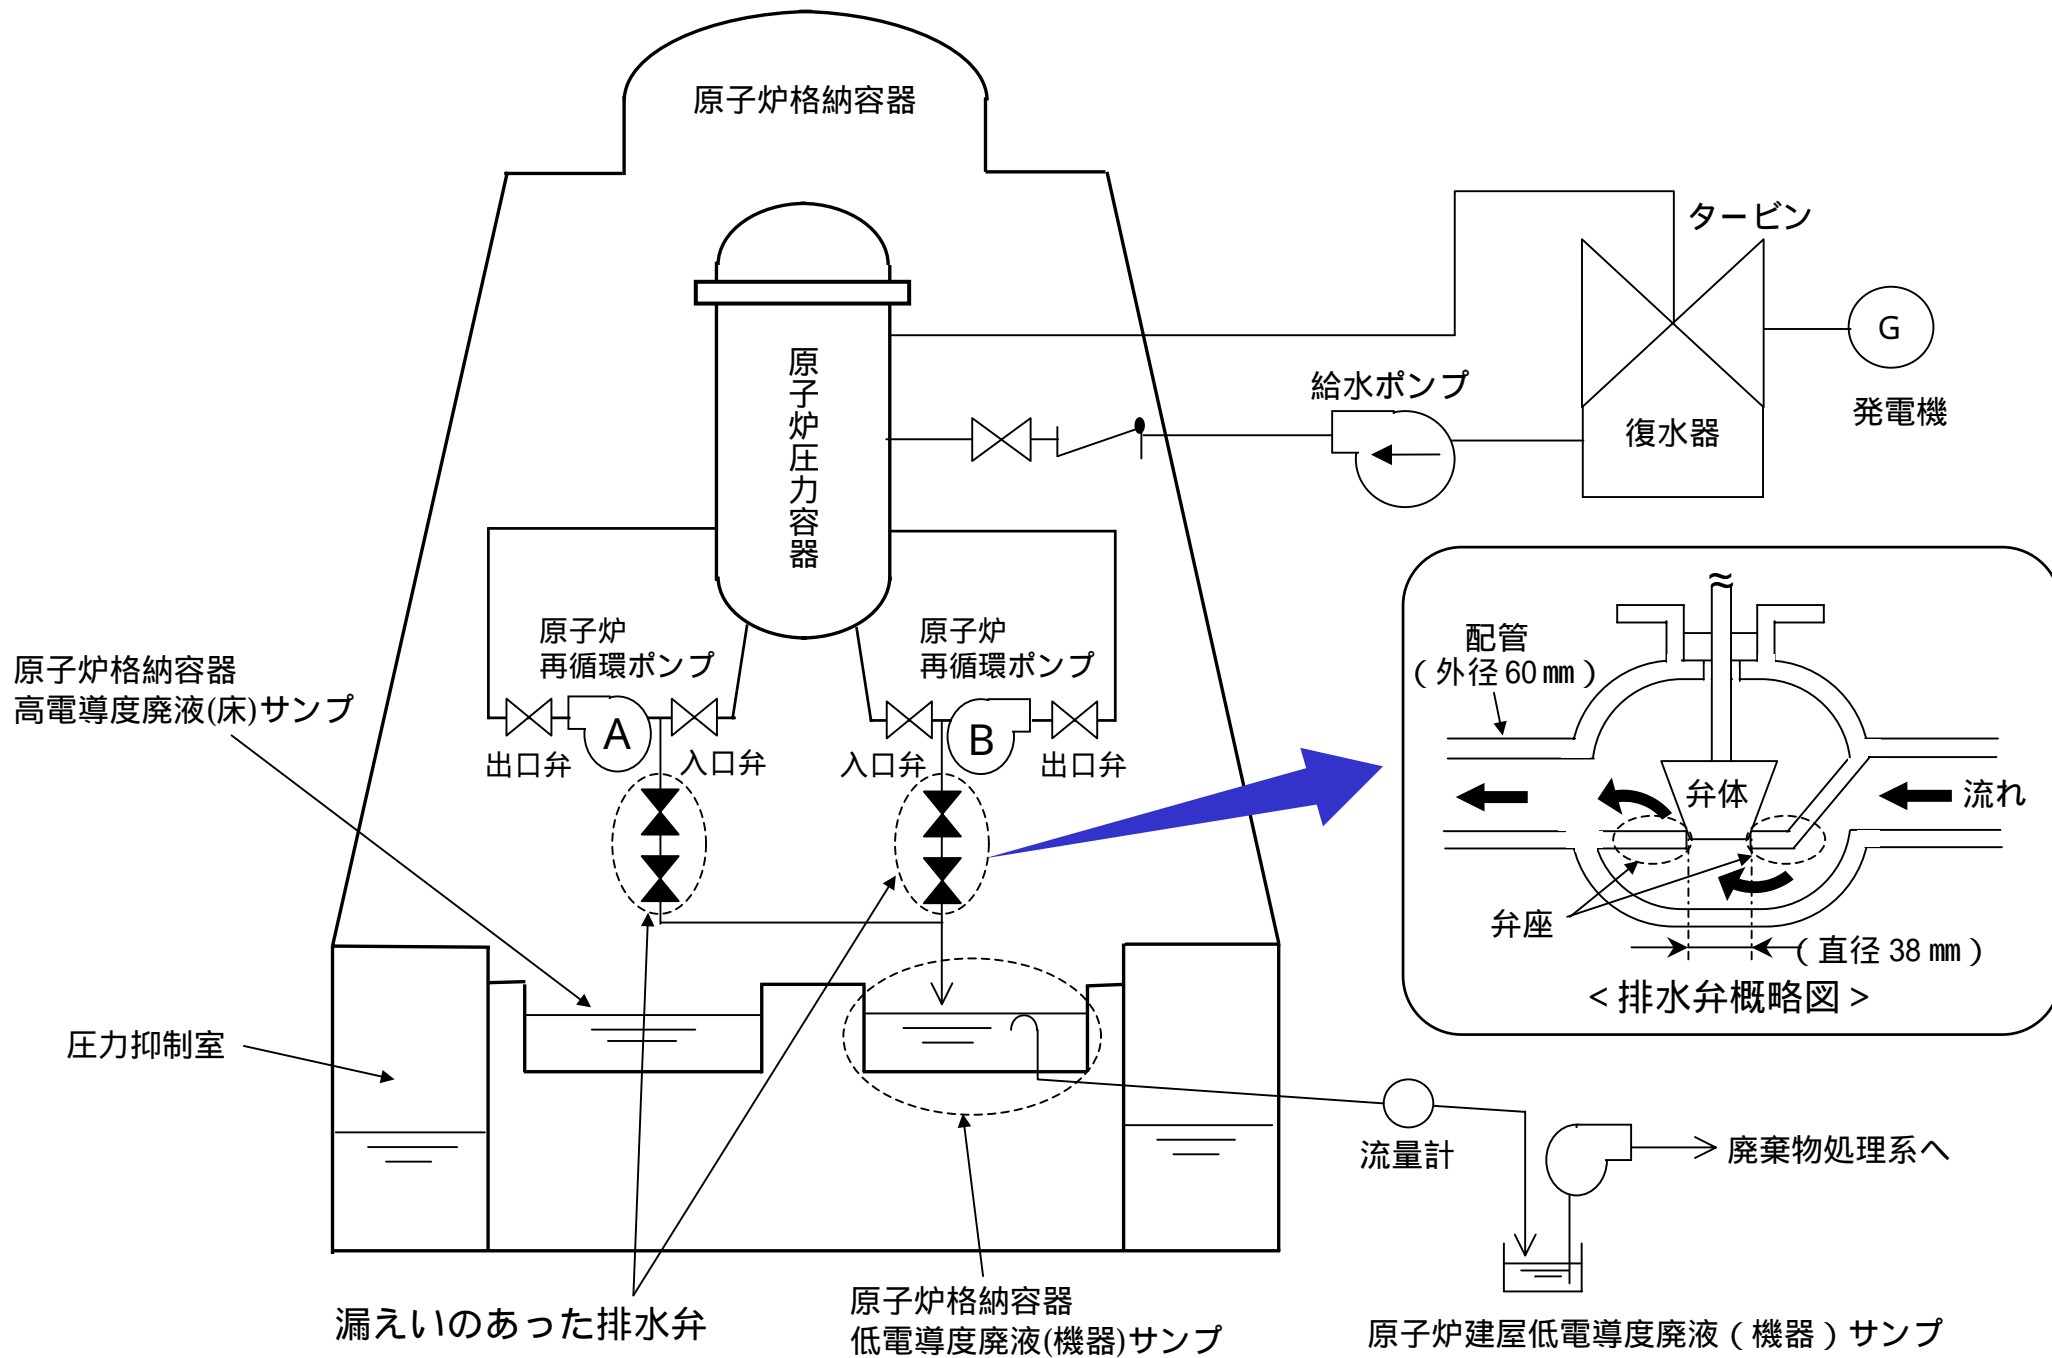 原子炉格納容器
タービン
G
発電機
給水ポンプ
復水器
原子炉圧力容器
原子炉
再循環ポンプ
原子炉
再循環ポンプ
原子炉格納容器
高電導度廃液(床)サンプ
A
B
出口弁
入口弁
入口弁
出口弁
配管
(外径60㎜)
弁体
流れ
弁座
(直径38㎜)
<排水弁概略図>
圧力抑制室
流量計
廃棄物処理系へ
漏えいのあった排水弁
原子炉格納容器
低電導度廃液(機器)サンプ
原子炉建屋低電導度廃液(機器)サンプ